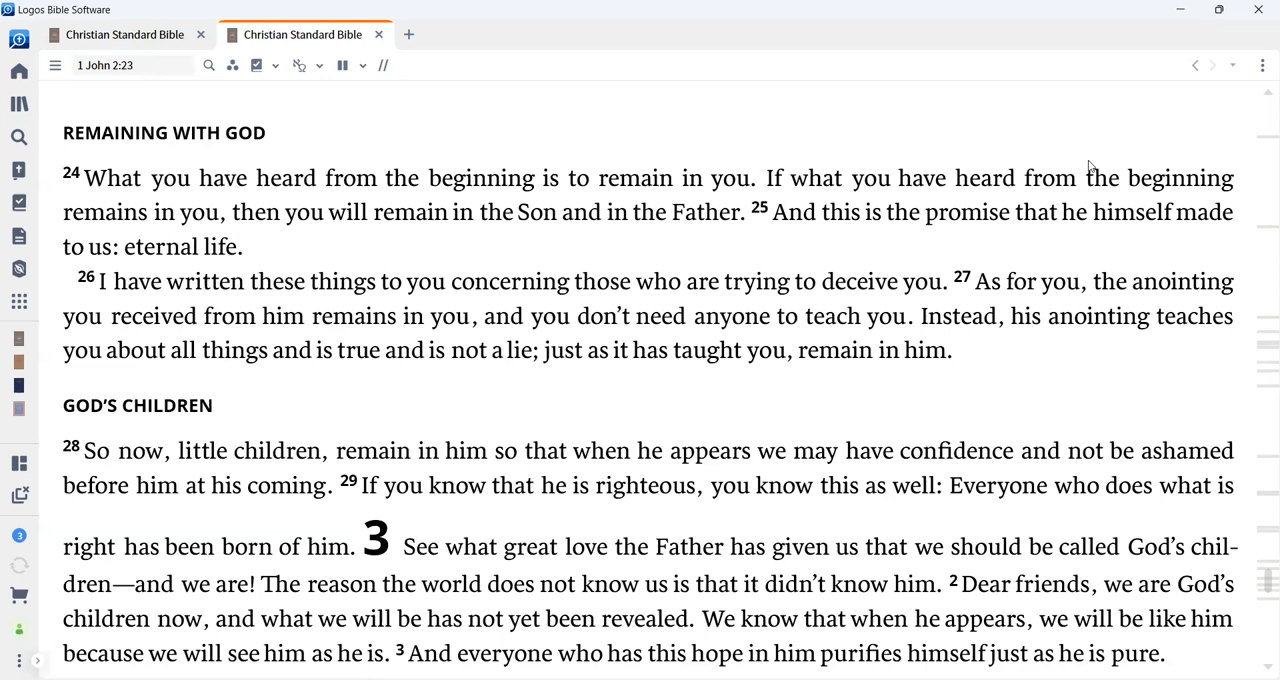 Logos Bible Software
Christian Standard Bible
Christian Standard Bible
1 John 2:23
REMAINING WITH GOD
24 What you have heard from the beginning is to remain in you. If what you have heard from the beginning
remains in you, then you will remain in the Son and in the Father. 25 And this is the promise that he himself made
to us: eternal life.
26 I have written these things to you concerning those who are trying to deceive you. 27 As for you, the anointing
you received from him remains in you, and you don’t need anyone to teach you. Instead, his anointing teaches
you about all things and is true and is not a lie; just as it has taught you, remain in him.
GOD’S CHILDREN
28 So now, little children, remain in him so that when he appears we may have confidence and not be ashamed
before him at his coming. 29 If you know that he is righteous, you know this as well: Everyone who does what is
right has been born of him. 3 See what great love the Father has given us that we should be called God’s chil-
dren—and we are! The reason the world does not know us is that it didn’t know him. 2 Dear friends, we are God’s
children now, and what we will be has not yet been revealed. We know that when he appears, we will be like him
because we will see him as he is. 3 And everyone who has this hope in him purifies himself just as he is pure.
3